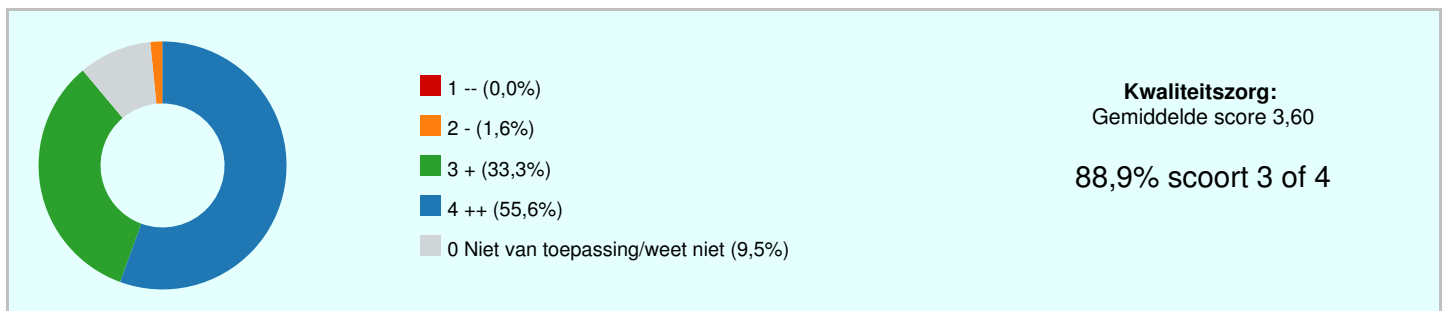 1 -- (0,0%)
2 - (1,6%)
3 + (33,3%)
4 ++ (55,6%)
0 Niet van toepassing/weet niet (9,5%)
Kwaliteitszorg:
Gemiddelde score 3,60
88,9% scoort 3 of 4